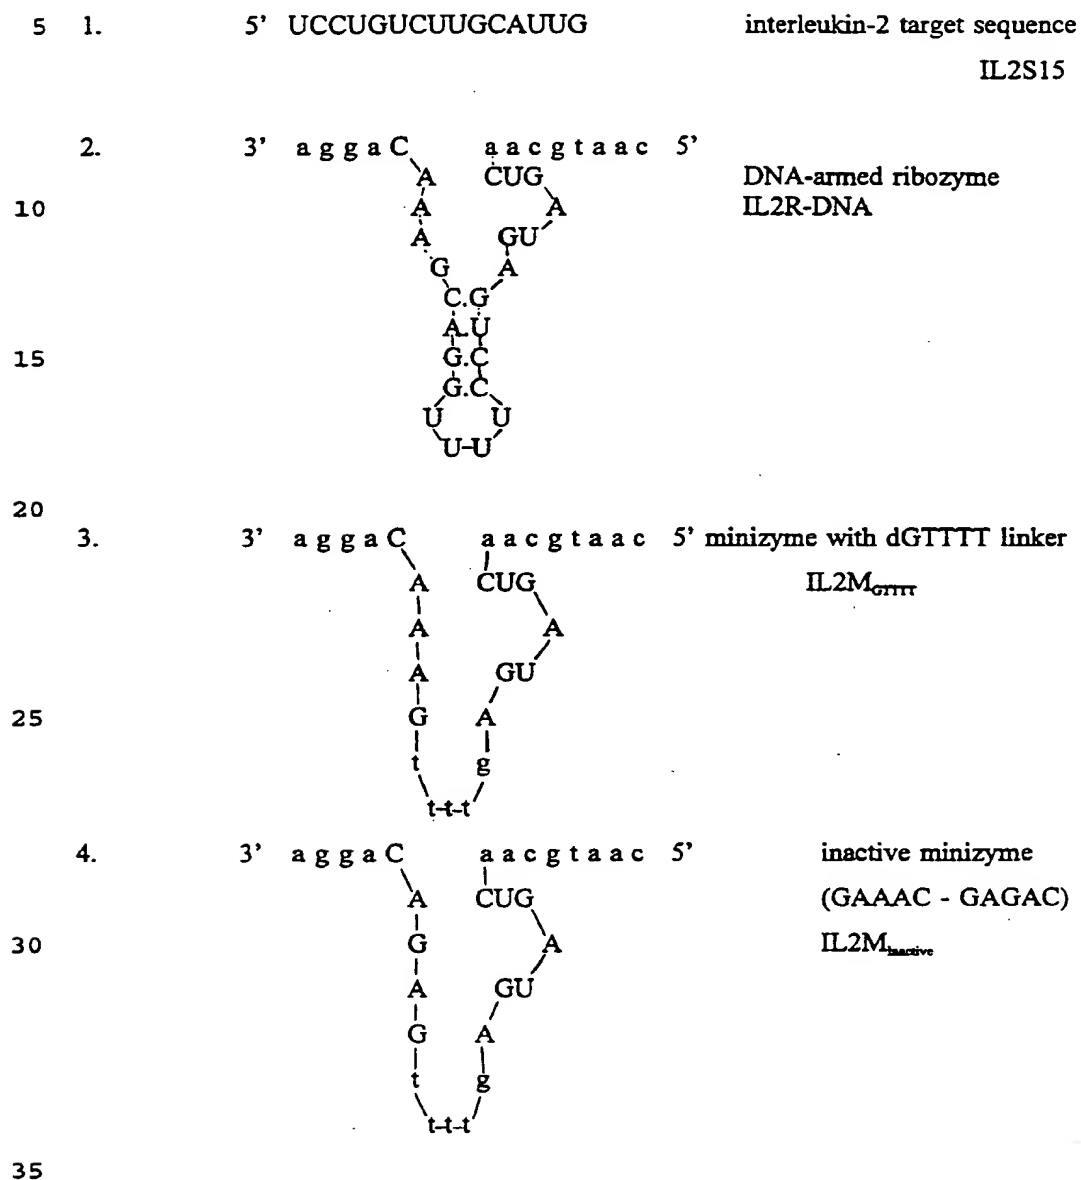 5 1. 5' UCCUGUCUUGCAUUG interleukin-2 target sequence
IL2S15
2. 3' a g g a C a a c g t a a c 5'
A CUG DNA-armed ribozyme
10 A A IL2R-DNA
A GU
G A
C.G
A.U
15 G.C
G.C
U U
U-U
20
3. 3' a g g a C a a c g t a a c 5' minizyme with dGTTTT linker
A CUG IL2M_GTTTT
A A
A GU
25 G A
t g
t-t-t
4. 3' a g g a C a a c g t a a c 5' inactive minizyme
A CUG (GAAAC - GAGAC)
30 G A IL2M_inactive
A GU
G A
t g
t-t-t
35